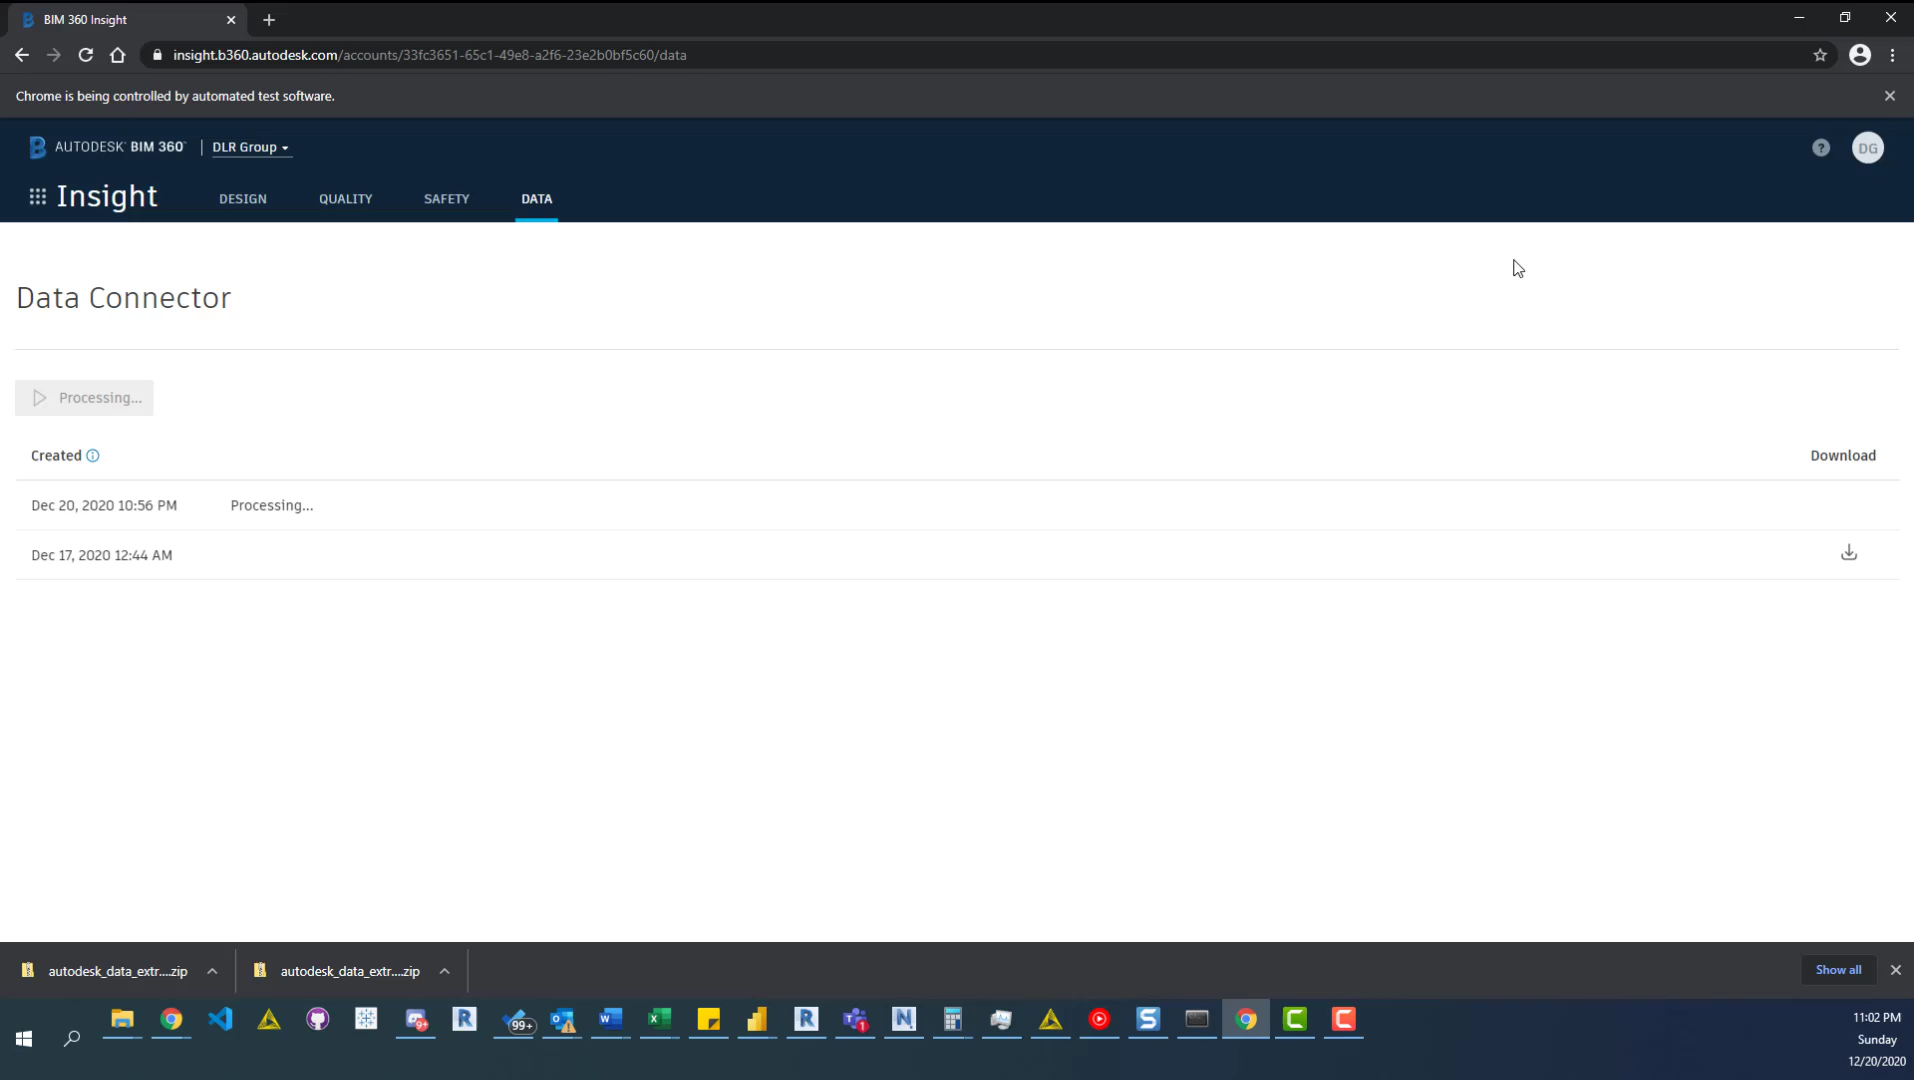 BIM 360 Insight
insight.b360.autodesk.com/accounts/33fc3651-65c1-49e8-a2f6-23e2b0bf5c60/data
Chrome is being controlled by automated test software.
AUTODESK® BIM 360™ | DLR Group
? DG
Insight DESIGN QUALITY SAFETY DATA
Data Connector
Processing...
Created Download
Dec 20, 2020 10:56 PM Processing...
Dec 17, 2020 12:44 AM
autodesk_data_extr....zip autodesk_data_extr....zip Show all
99+ 9+ 1
11:02 PM
Sunday
12/20/2020